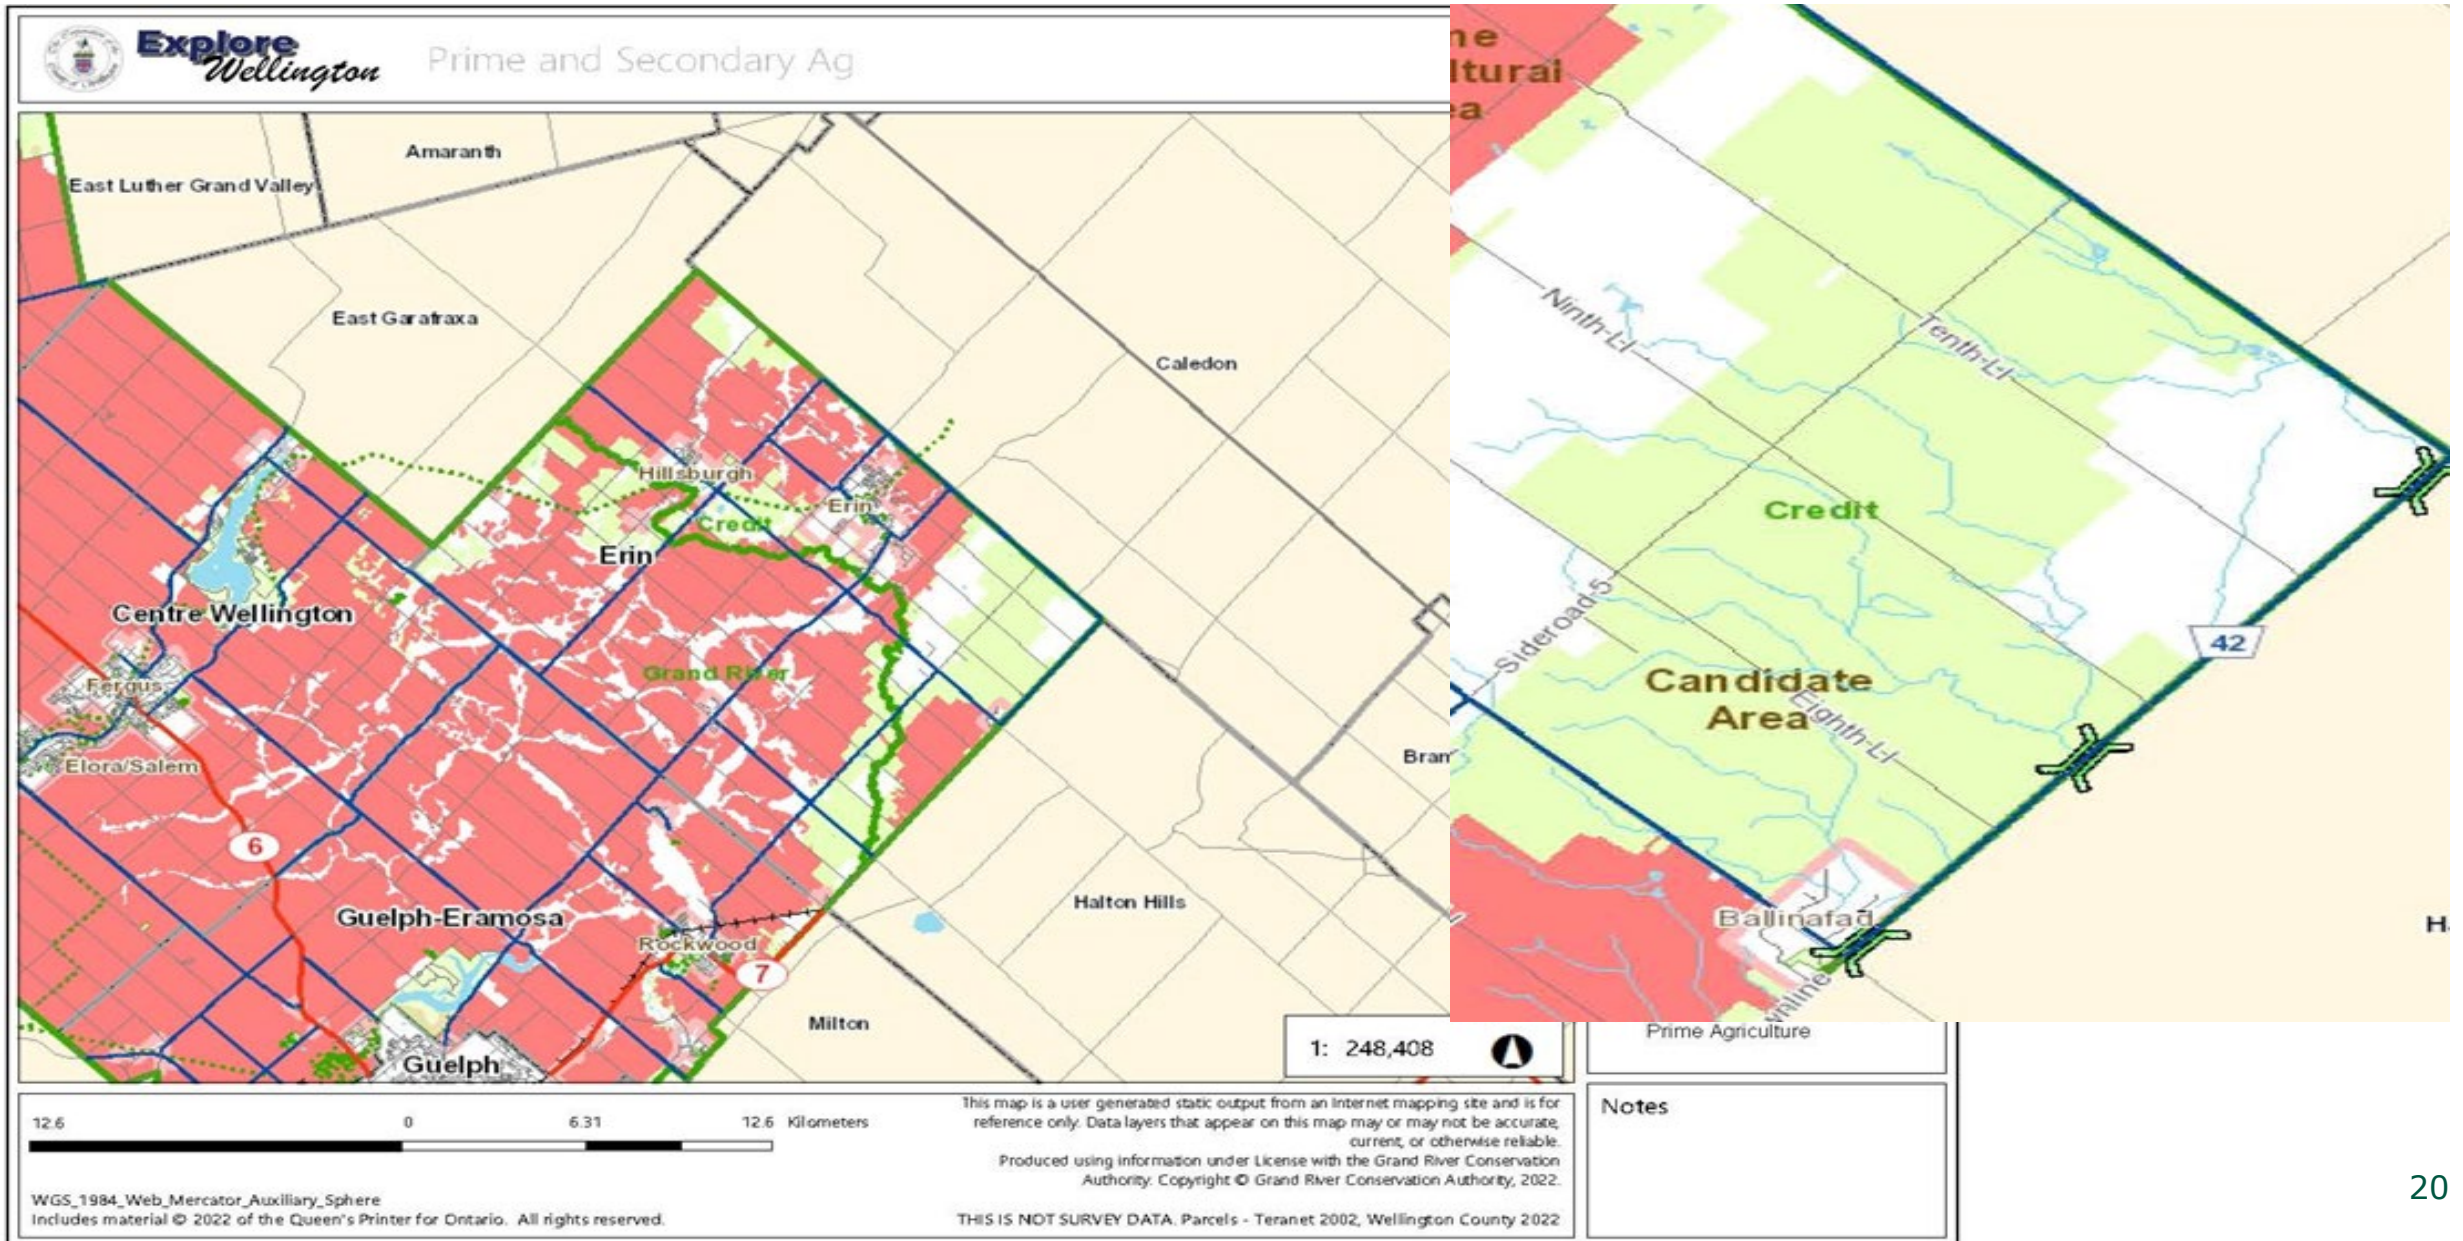 Explore
Wellington
Prime and Secondary Ag
Amaranth
East Luther Grand Valley
East Garafraxa
Caledon
Hillsburgh
Erin
Credit
Erin
Centre Wellington
Grand River
Fergus
Elora/Salem
6
Guelph-Eramosa
Rockwood
7
Halton Hills
Milton
Guelph
Bram
1: 248,408
Ninth-LI
Tenth-LI
Credit
Sideroad-5
42
Candidate
Area
Eighth-LI
Ballinafad
H
Prime Agriculture
Notes
12.6 0 6.31 12.6 Kilometers
WGS_1984_Web_Mercator_Auxiliary_Sphere
Includes material © 2022 of the Queen's Printer for Ontario. All rights reserved.
This map is a user generated static output from an Internet mapping site and is for
reference only. Data layers that appear on this map may or may not be accurate,
current, or otherwise reliable.
Produced using information under License with the Grand River Conservation
Authority. Copyright © Grand River Conservation Authority, 2022.
THIS IS NOT SURVEY DATA. Parcels - Teranet 2002, Wellington County 2022
20